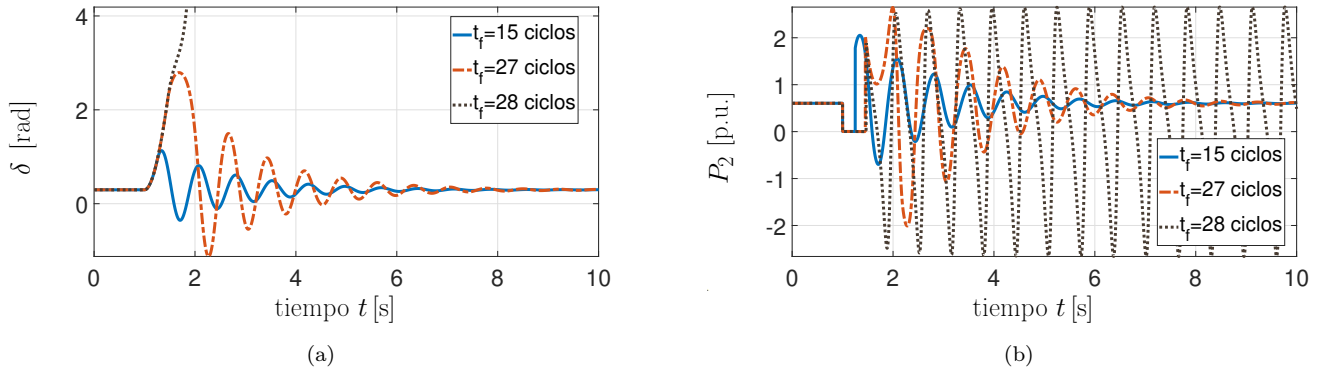 4
2
0
δ [rad]
t_f=15 ciclos
t_f=27 ciclos
t_f=28 ciclos
0 2 4 6 8 10
tiempo t [s]
(a)
2
1
0
-1
-2
P_2 [p.u.]
t_f=15 ciclos
t_f=27 ciclos
t_f=28 ciclos
0 2 4 6 8 10
tiempo t [s]
(b)